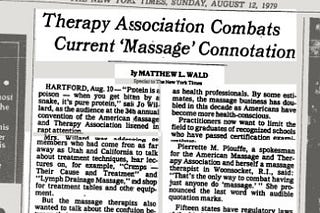 THE NEW YORK TIMES, SUNDAY, AUGUST 12, 1979
Therapy Association Combats
Current 'Massage' Connotation
By MATTHEW L. WALD
Special to The New York Times
HARTFORD, Aug. 10— "Protein is a
poison — when you get bites by a
snake, it's pure protein," said Jo Wil-
lard, as the audience at the 34th annual
convention of the American Massage
and Therapy Association listened in
rapt attention.
Mrs. Willard was addressing
members who had come from as far
away as Utah and California to talk
about treatment techniques, hear lec-
tures on, for example, "Cramps —
Their Cause and Treatment" and
"Lymph Drainage Massage," and shop
for treatment tables and other equip-
ment.
But the massage therapists also
wanted to talk about the confusion be-
as health professionals. By some esti-
mates, the massage business has dou-
bled in this decade as Americans have
become more health-conscious.
Practitioners now want to limit the
field to graduates of recognized schools
who have passed certification
Pierrette M. Plouffe, a spokesman
for the American Massage and Ther-
apy Association and herself a massage
therapist in Woonsocket, R.I., said:
"That's the only way to combat having
just anyone do 'massage.' " She pro-
nounced the last word with audible
quotation marks.
Fifteen states have regulatory laws